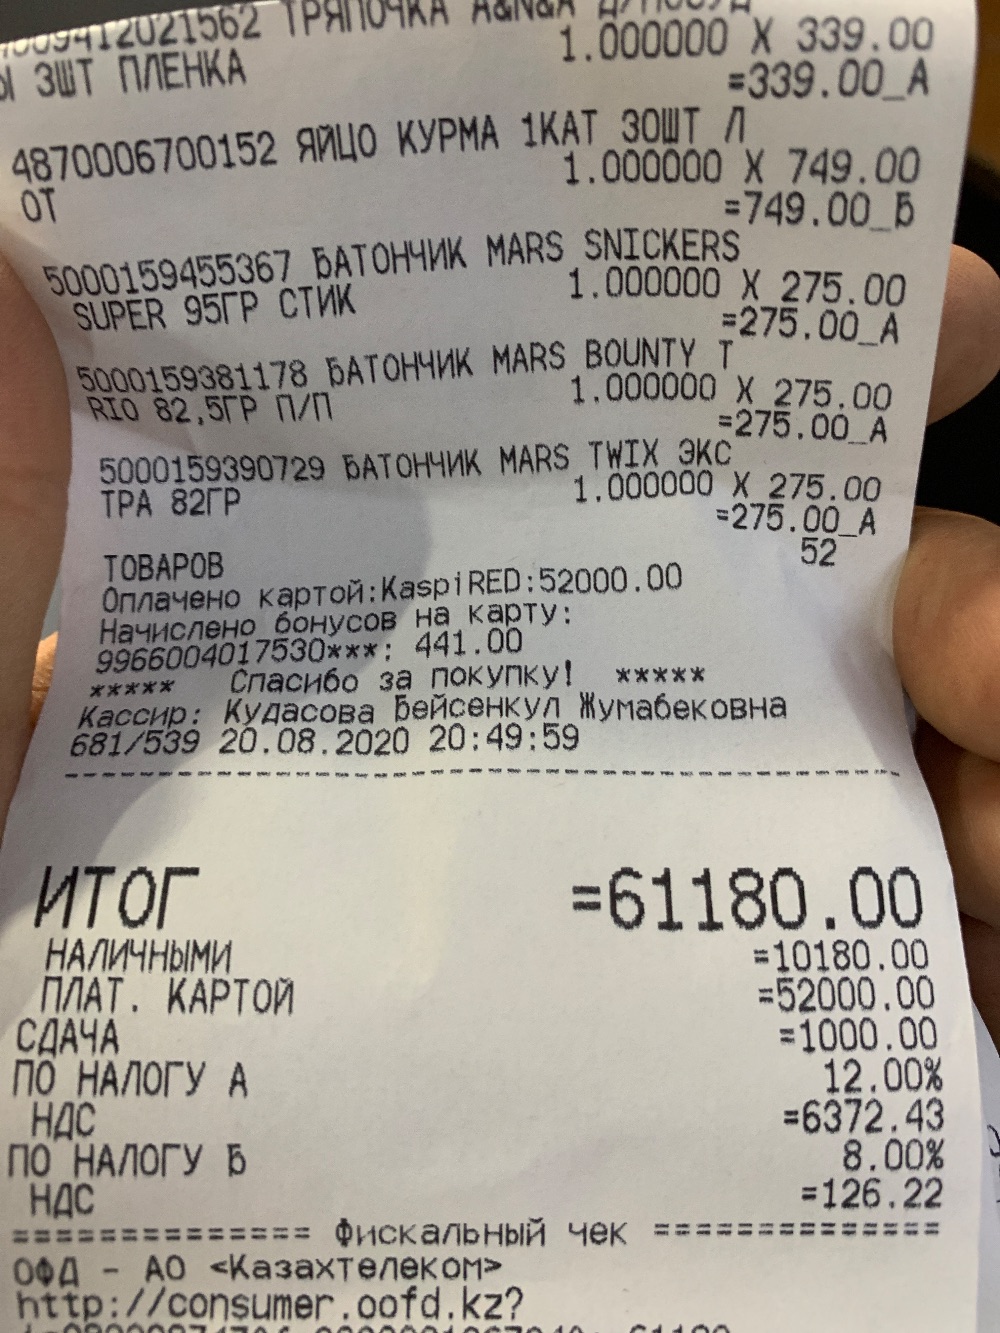 2021562 ТРЯПОЧКА
Ы 3ШТ ПЛЕНКА
1.000000 X 339.00
=339.00_А
4870006700152 ЯЙЦО КУРМА 1КАТ 30ШТ Л
ОТ
1.000000 X 749.00
=749.00_Б
5000159455367 БАТОНЧИК MARS SNICKERS
SUPER 95ГР СТИК
1.000000 X 275.00
=275.00_А
5000159381178 БАТОНЧИК MARS BOUNTY Т
RIO 82,5ГР П/П
1.000000 X 275.00
=275.00_А
5000159390729 БАТОНЧИК MARS TWIX ЭКС
ТРА 82ГР
1.000000 X 275.00
=275.00_А
ТОВАРОВ 52
Оплачено картой:KaspiRED:52000.00
Начислено бонусов на карту:
9966004017530***: 441.00
***** Спасибо за покупку! *****
Кассир: Кудасова Бейсенкул Жумабековна
681/539 20.08.2020 20:49:59
ИТОГ =61180.00
НАЛИЧНЫМИ =10180.00
ПЛАТ. КАРТОЙ =52000.00
СДАЧА =1000.00
ПО НАЛОГУ А 12.00%
НДС =6372.43
ПО НАЛОГУ Б 8.00%
НДС =126.22
============ фискальный чек ============
ОФД - АО <Казахтелеком>
http://consumer.oofd.kz?